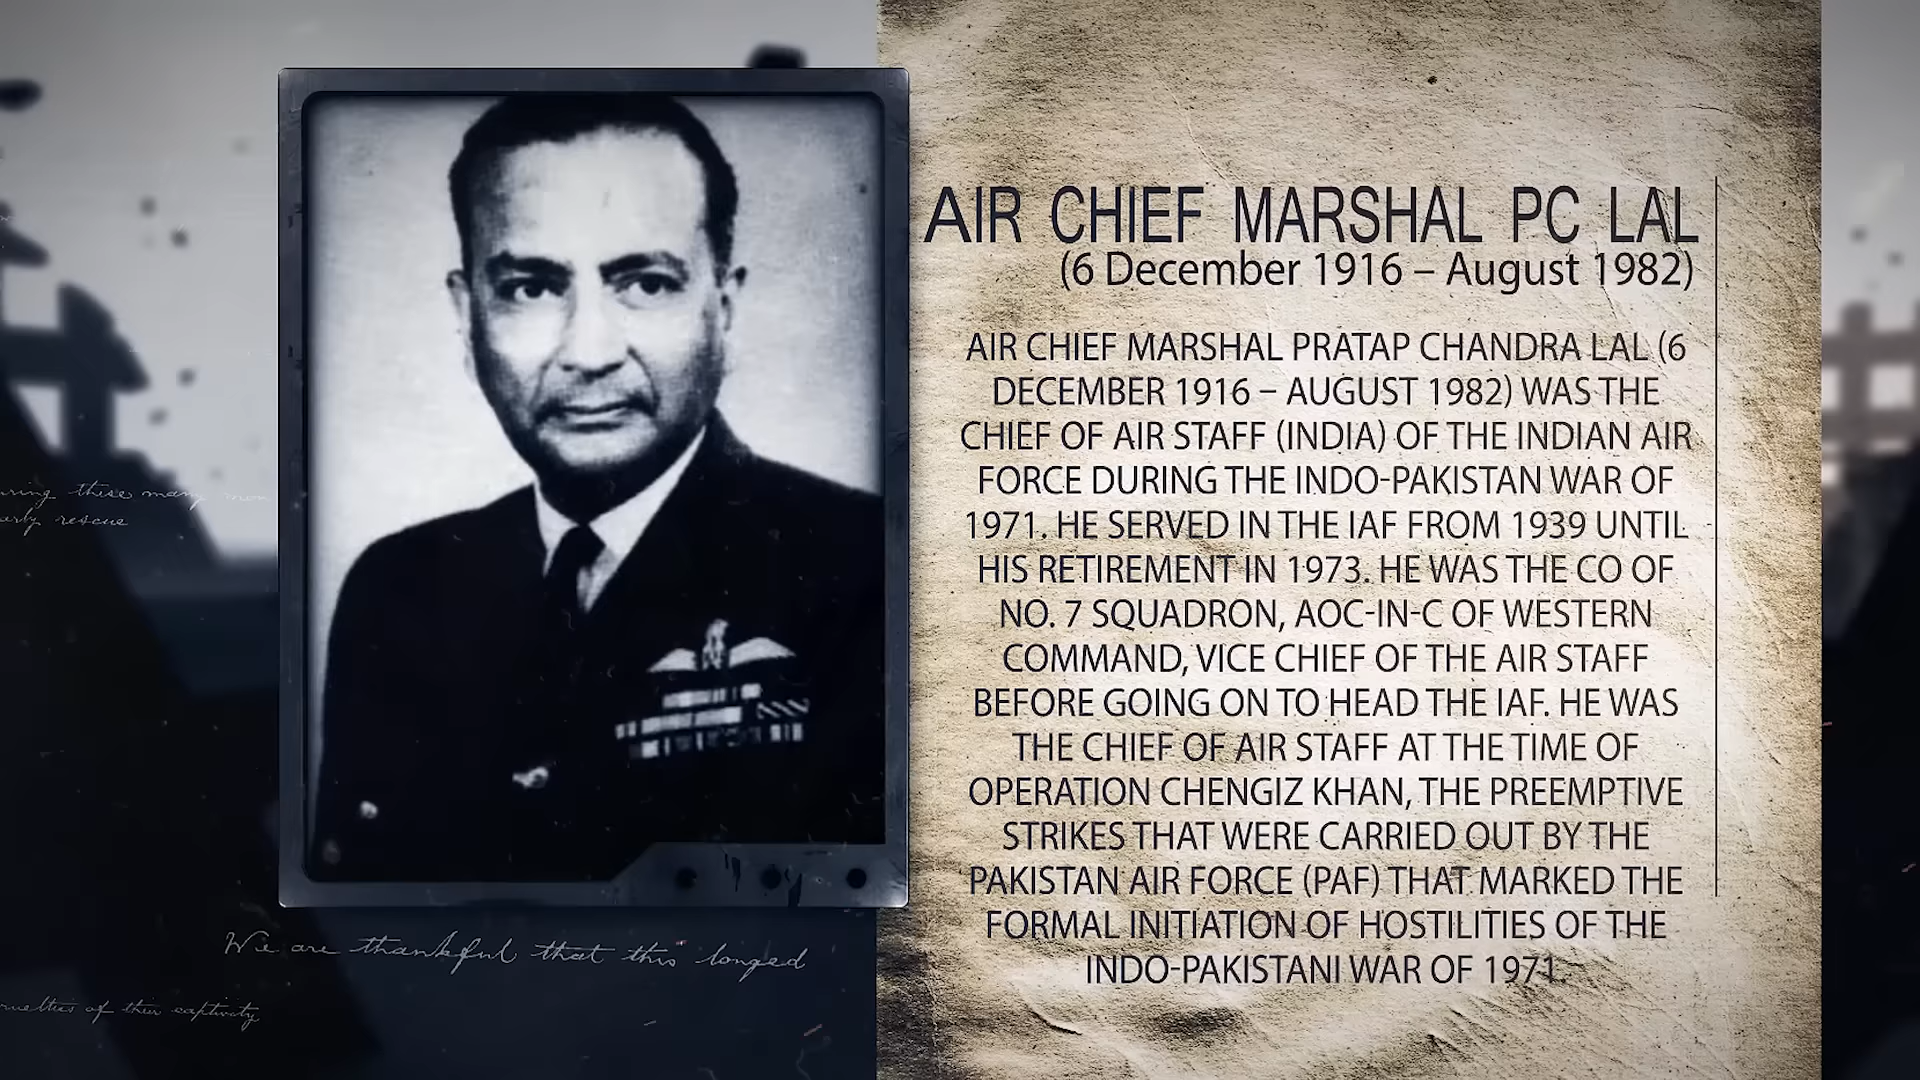 AIR CHIEF MARSHAL PC LAL
(6 December 1916 – August 1982)
AIR CHIEF MARSHAL PRATAP CHANDRA LAL (6
DECEMBER 1916 – AUGUST 1982) WAS THE
CHIEF OF AIR STAFF (INDIA) OF THE INDIAN AIR
FORCE DURING THE INDO-PAKISTAN WAR OF
1971. HE SERVED IN THE IAF FROM 1939 UNTIL
HIS RETIREMENT IN 1973. HE WAS THE CO OF
NO. 7 SQUADRON, AOC-IN-C OF WESTERN
COMMAND, VICE CHIEF OF THE AIR STAFF
BEFORE GOING ON TO HEAD THE IAF. HE WAS
THE CHIEF OF AIR STAFF AT THE TIME OF
OPERATION CHENGIZ KHAN, THE PREEMPTIVE
STRIKES THAT WERE CARRIED OUT BY THE
PAKISTAN AIR FORCE (PAF) THAT MARKED THE
FORMAL INITIATION OF HOSTILITIES OF THE
INDO-PAKISTANI WAR OF 1971.
these many
rescue
We are thankful that this longed
of their captivity